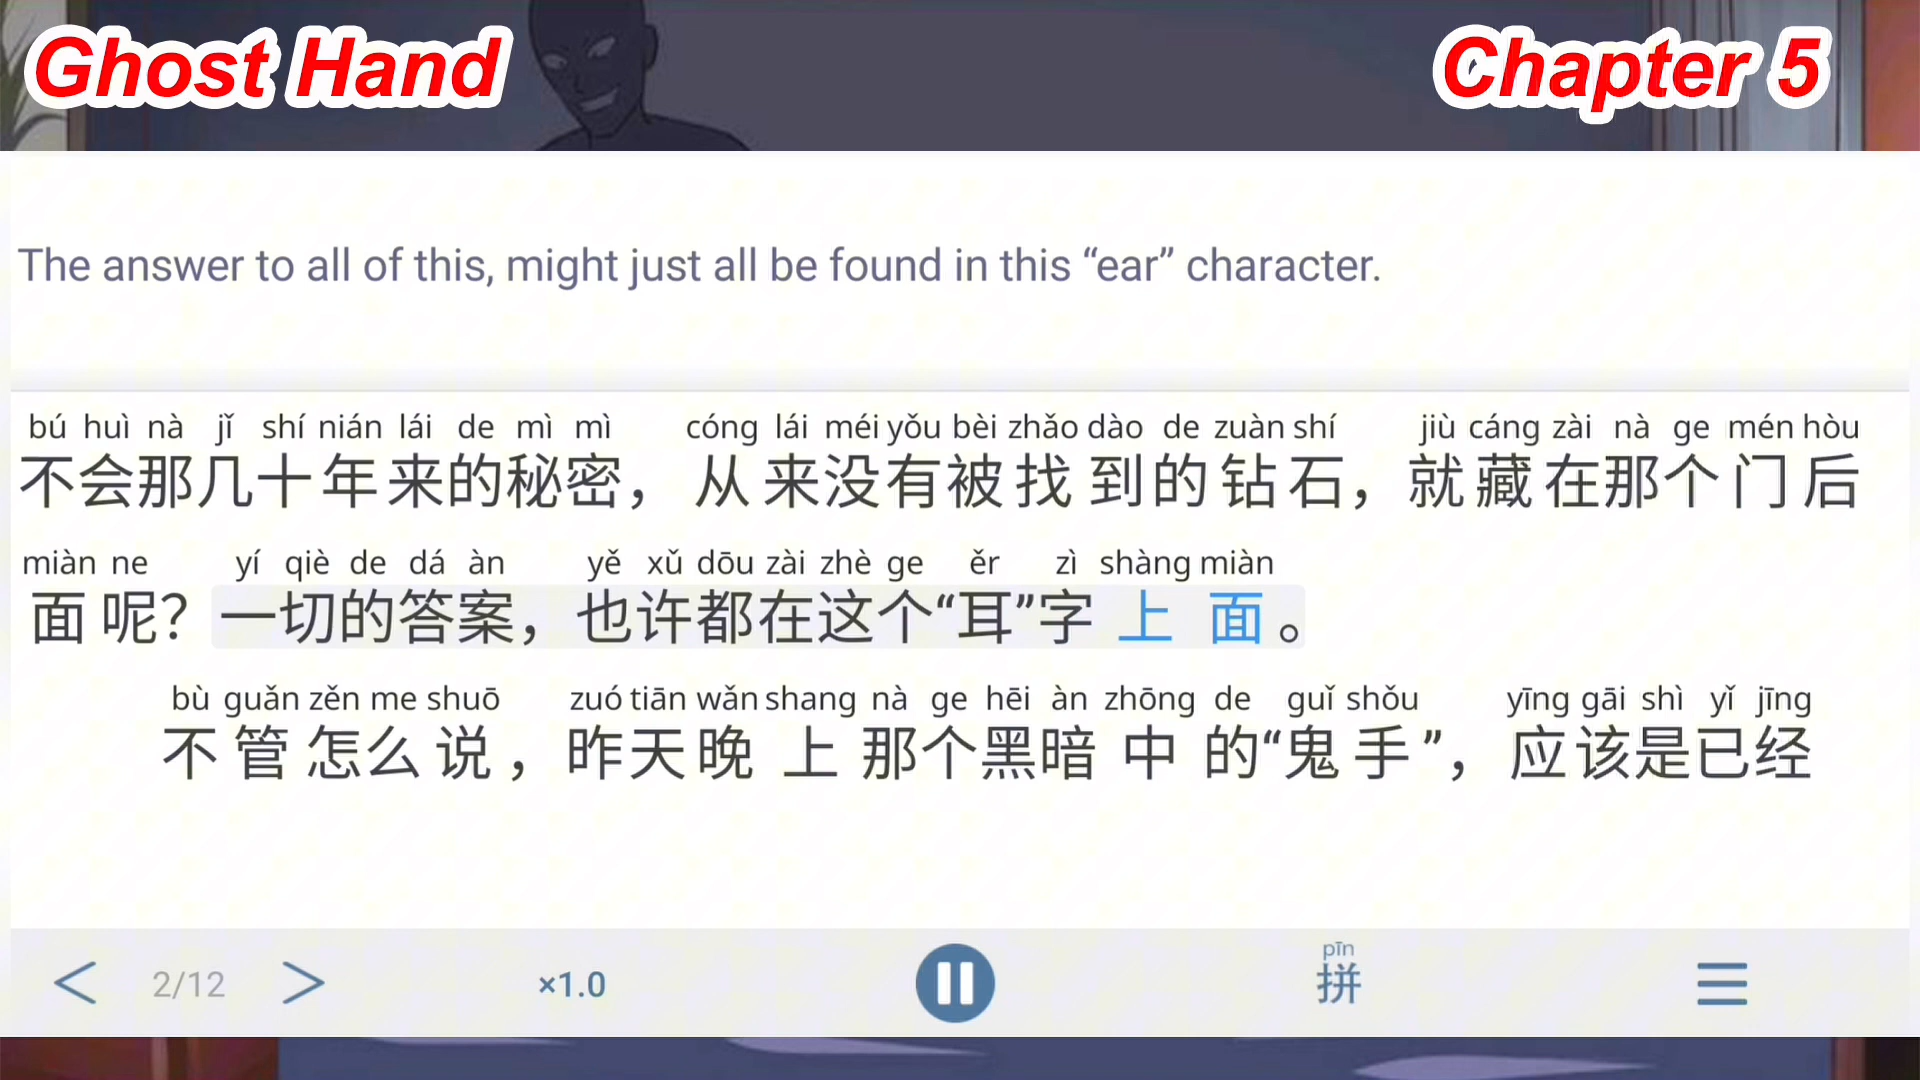 Ghost Hand
Chapter 5
The answer to all of this, might just all be found in this “ear” character.
bú huì nà jǐ shí nián lái de mì mì cóng lái méi yǒu bèi zhǎo dào de zuàn shí jiù cáng zài nà ge mén hòu
不会那几十年来的秘密，从来没有被找到的钻石，就藏在那个门后
miàn ne yí qiè de dá àn yě xǔ dōu zài zhè ge ěr zì shàng miàn
面呢？一切的答案，也许都在这个“耳”字上面。
bù guǎn zěn me shuō zuó tiān wǎn shang nà ge hēi àn zhōng de guǐ shǒu yīng gāi shì yǐ jīng
不管怎么说，昨天晚上那个黑暗中的“鬼手”，应该是已经
pīn
< 2/12 > ×1.0 拼